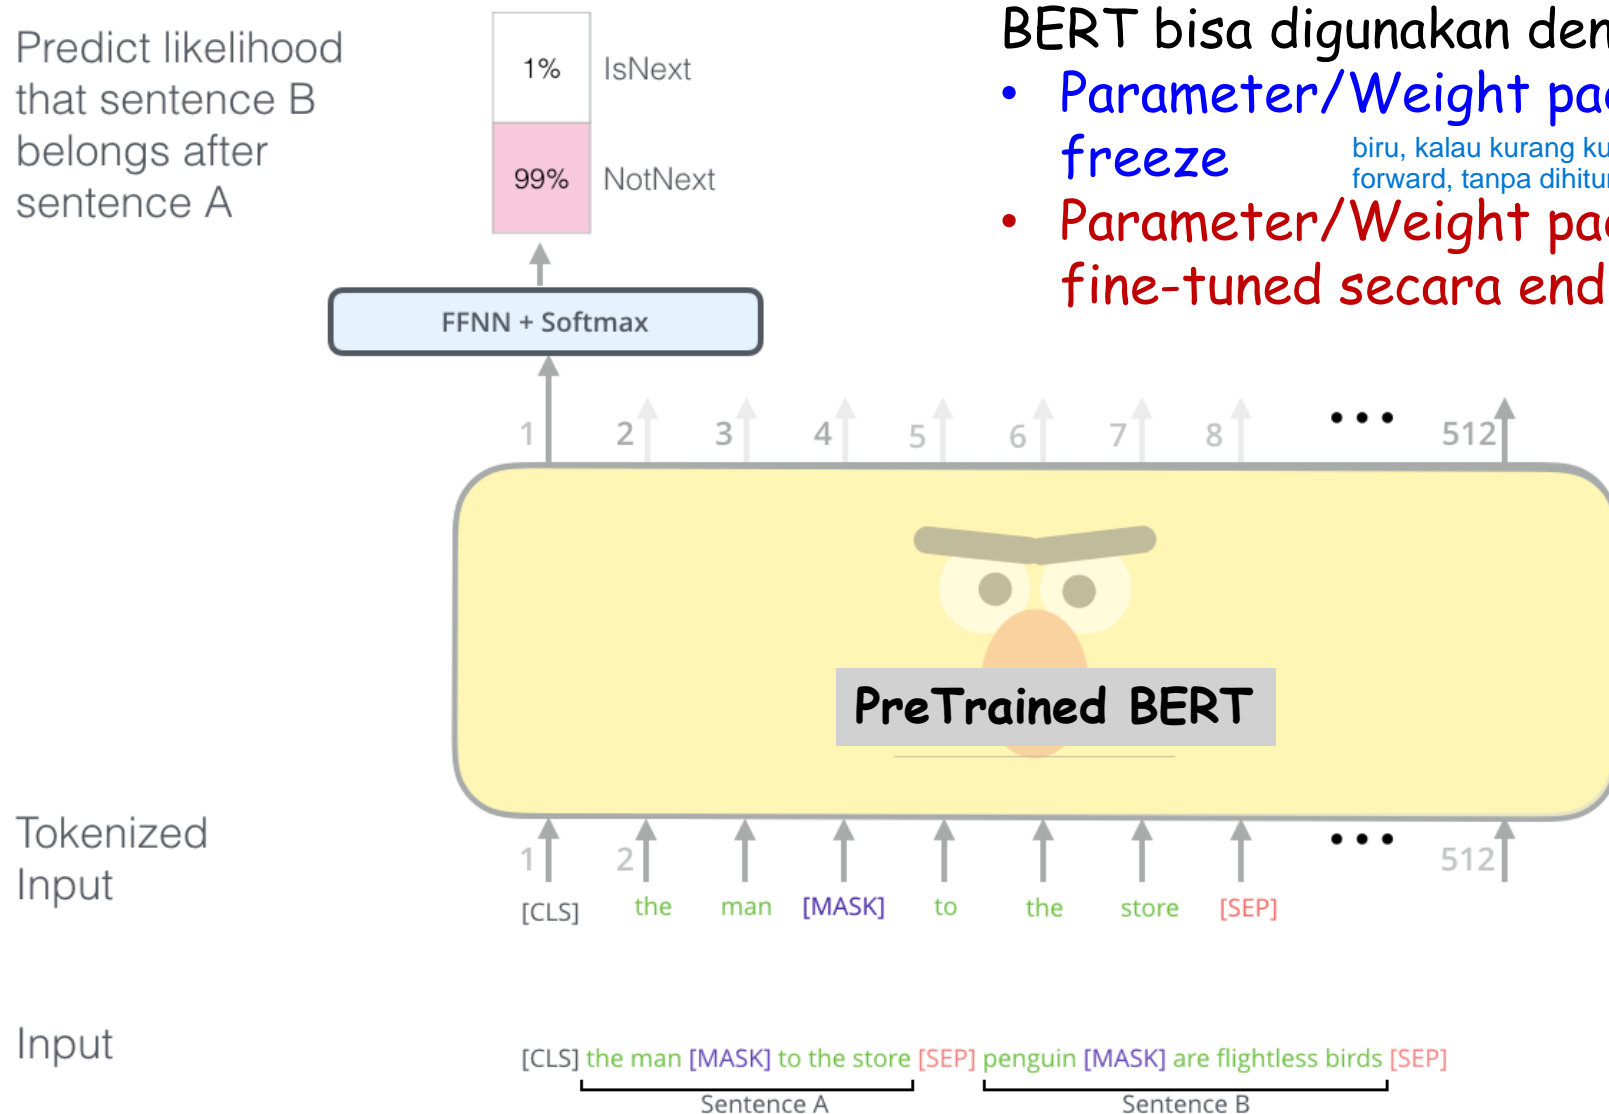 Predict likelihood
that sentence B
belongs after
sentence A
1% IsNext
99% NotNext
BERT bisa digunakan den
• Parameter/Weight pa
freeze
biru, kalau kurang ku
forward, tanpa dihitu
• Parameter/Weight pa
fine-tuned secara end
FFNN + Softmax
1 2 3 4 5 6 7 8 ••• 512
PreTrained BERT
Tokenized
Input
1 2 ••• 512
[CLS] the man [MASK] to the store [SEP]
Input
[CLS] the man [MASK] to the store [SEP] penguin [MASK] are flightless birds [SEP]
Sentence A Sentence B